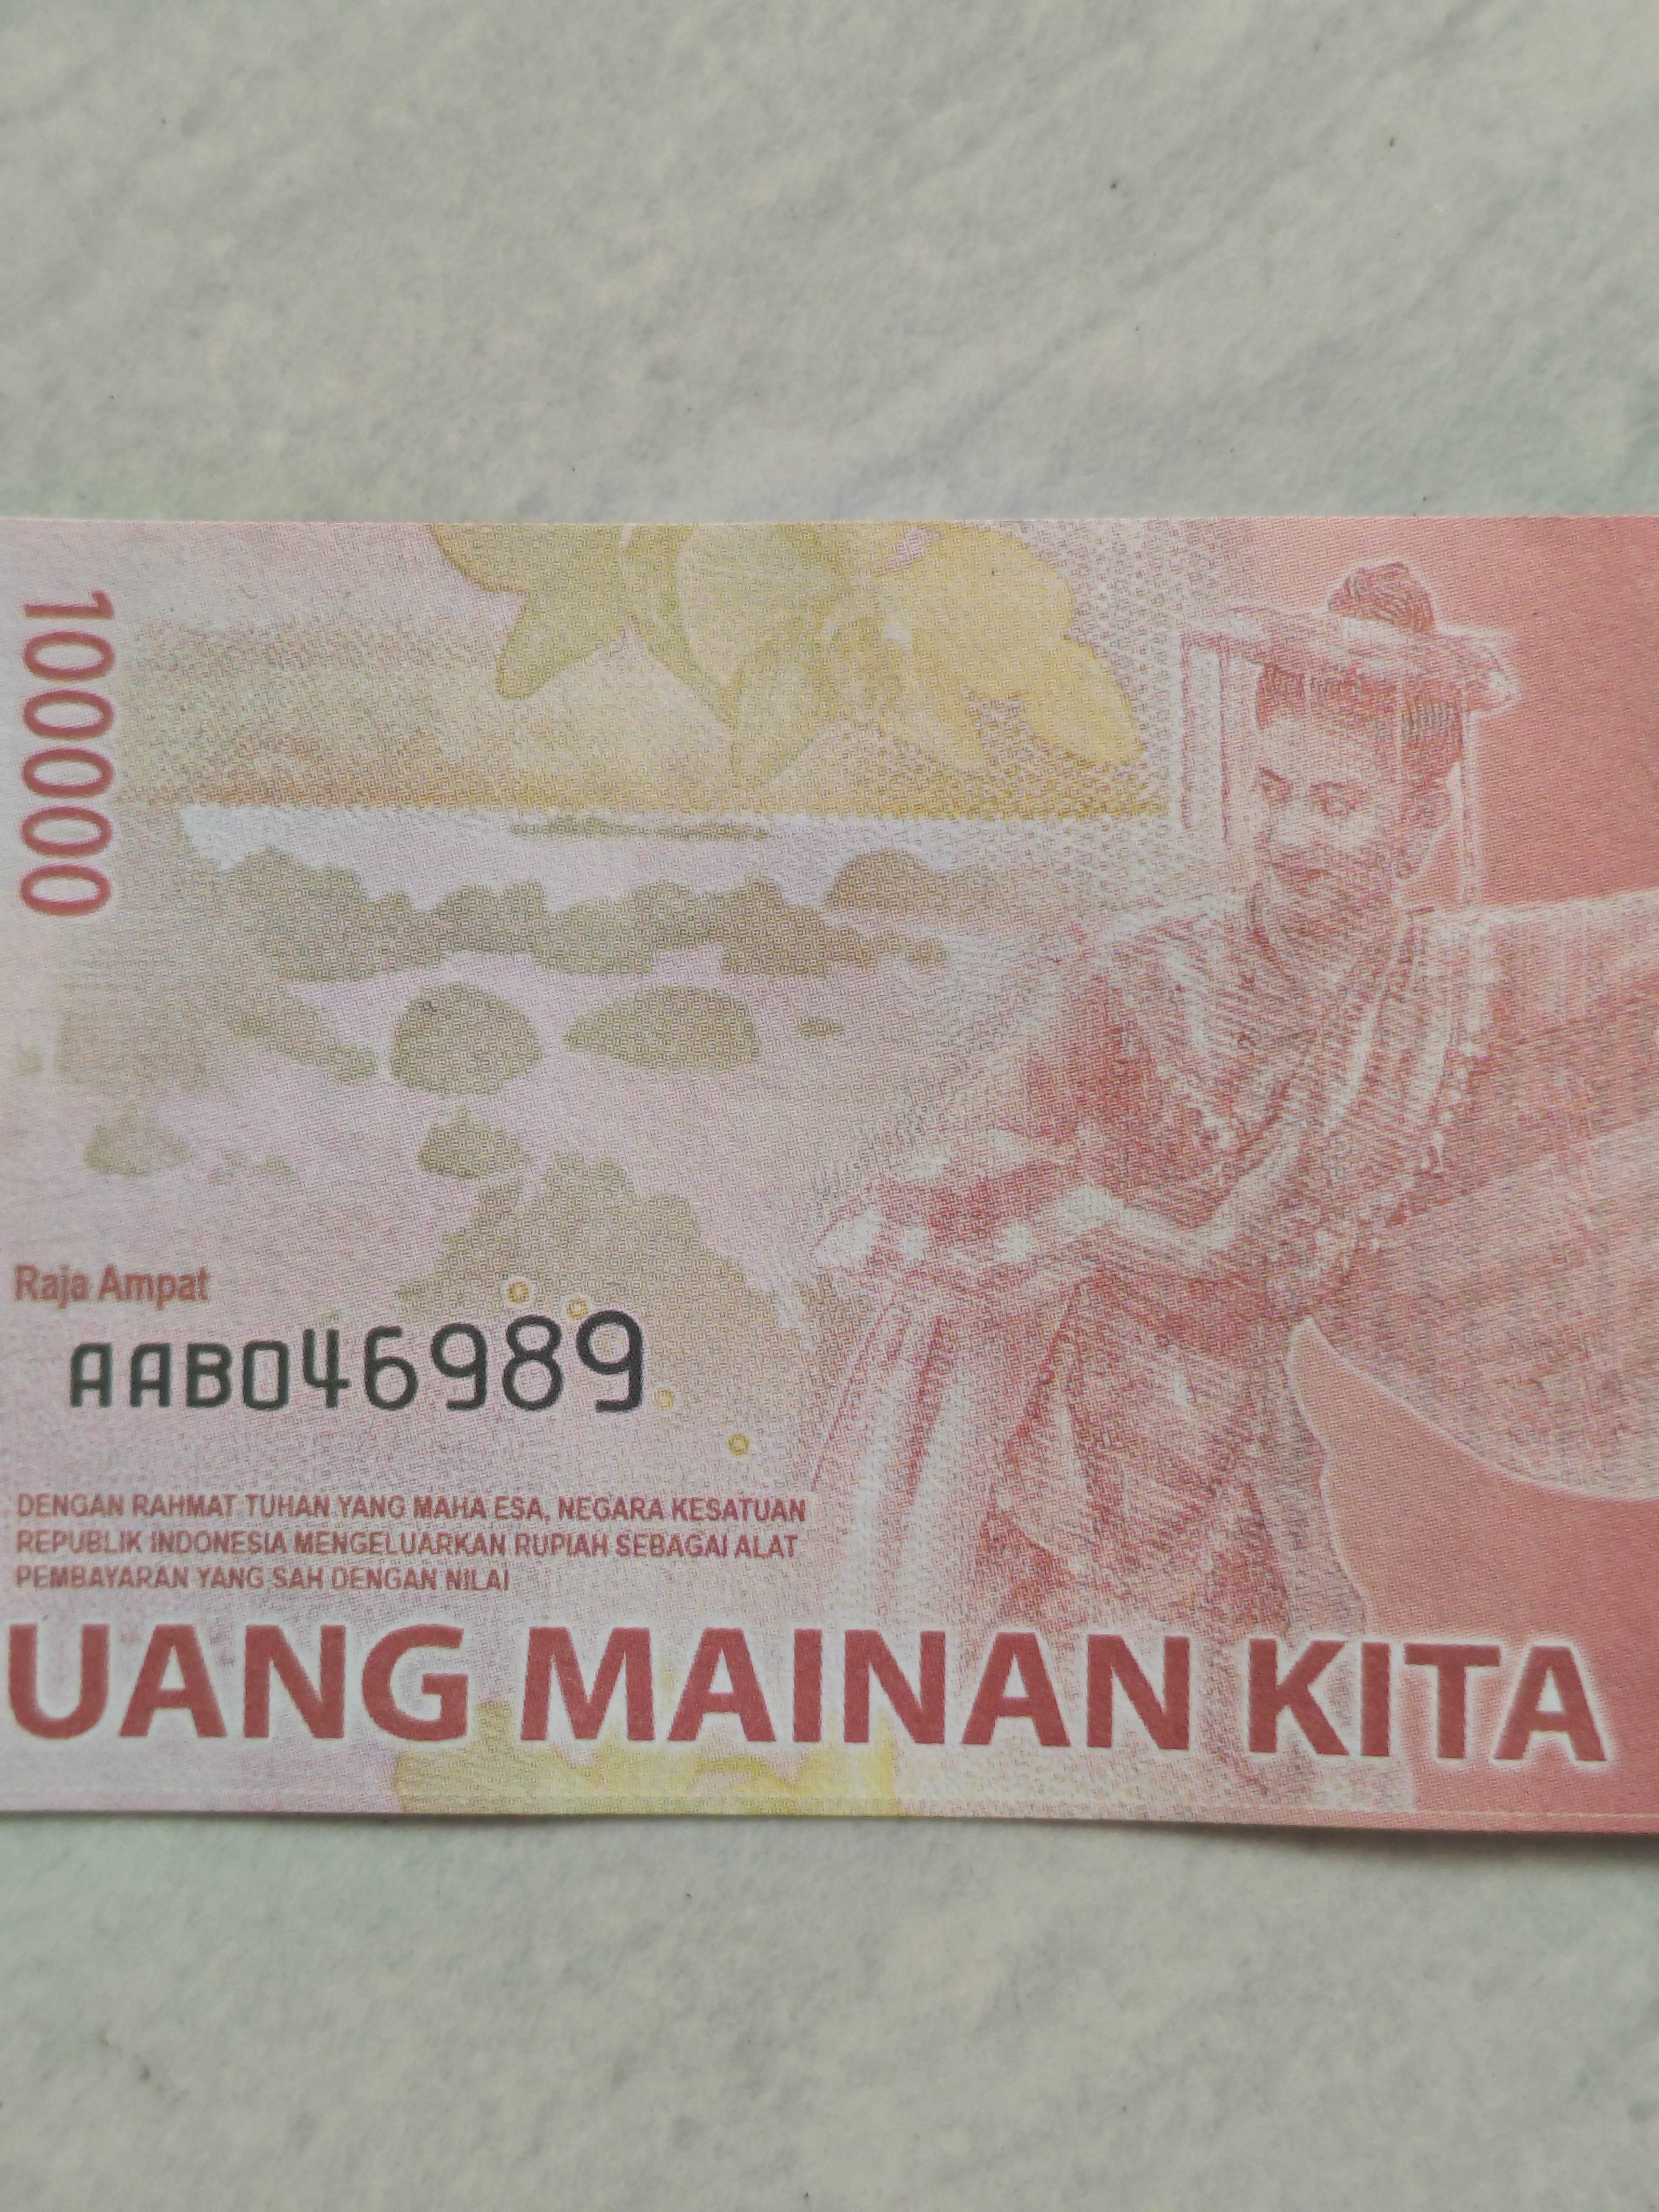 100000
Raja Ampat
AAB046989
DENGAN RAHMAT TUHAN YANG MAHA ESA, NEGARA KESATUAN
REPUBLIK INDONESIA MENGELUARKAN RUPIAH SEBAGAI ALAT
PEMBAYARAN YANG SAH DENGAN NILAI
UANG MAINAN KITA